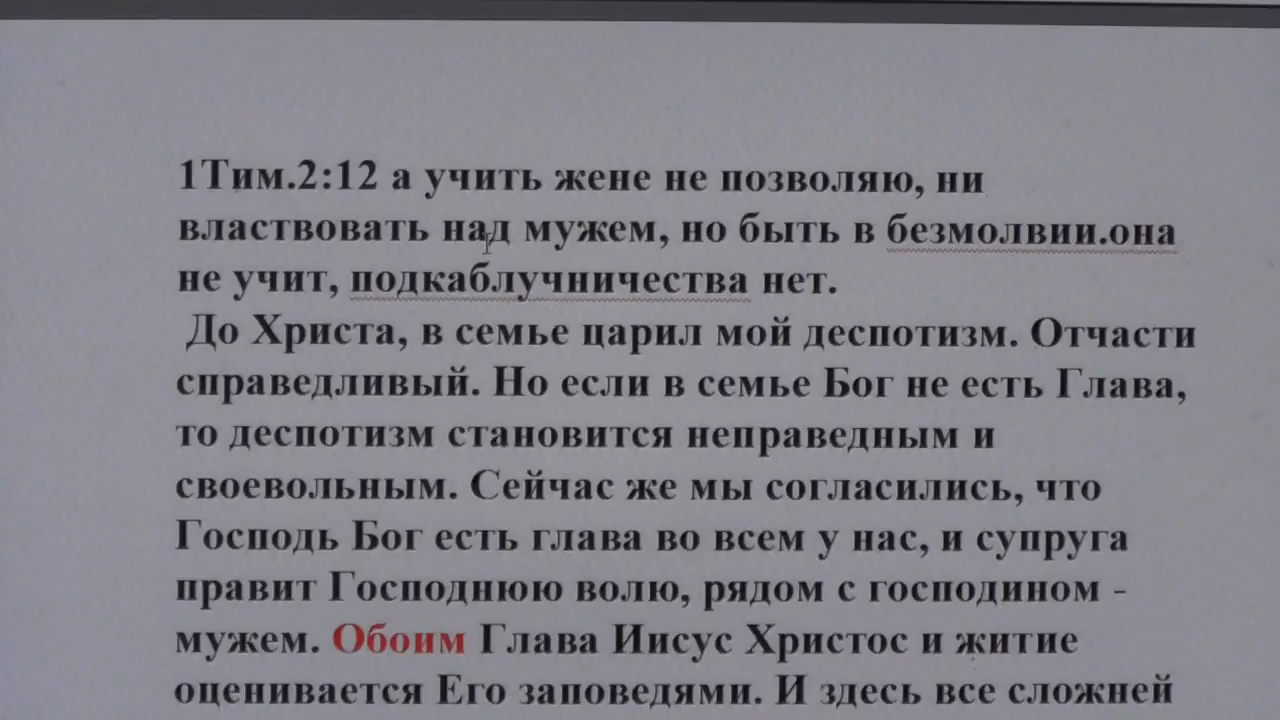 1Тим.2:12 а учить жене не позволяю, ни
властвовать над мужем, но быть в безмолвии.она
не учит, подкаблучничества нет.
До Христа, в семье царил мой деспотизм. Отчасти
справедливый. Но если в семье Бог не есть Глава,
то деспотизм становится неправедным и
своевольным. Сейчас же мы согласились, что
Господь Бог есть глава во всем у нас, и супруга
правит Господнюю волю, рядом с господином -
мужем. Обоим Глава Иисус Христос и житие
оценивается Его заповедями. И здесь все сложней